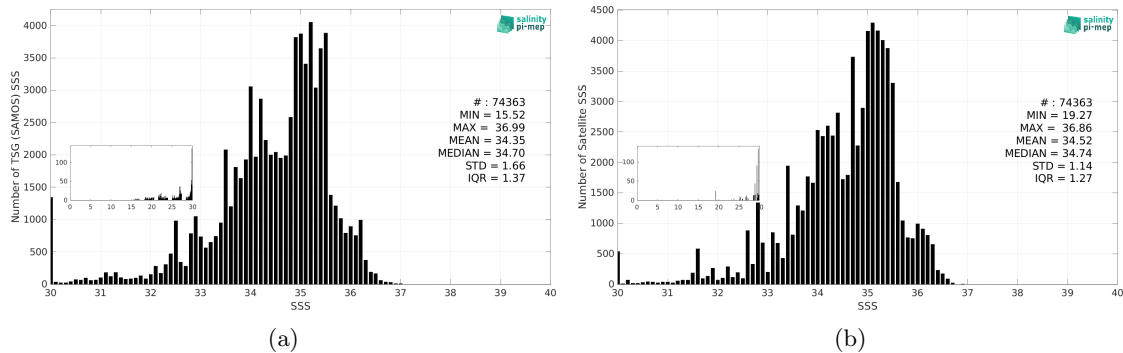 salinity
pi-mep
Number of TSG (SAMOS) SSS
4000
3500
3000
2500
2000
1500
1000
500
0
# : 74363
MIN = 15.52
MAX = 36.99
MEAN = 34.35
MEDIAN = 34.70
STD = 1.66
IQR = 1.37
100
50
0
0 5 10 15 20 25 30
30 31 32 33 34 35 36 37 38 39 40
SSS
(a)
salinity
pi-mep
Number of Satellite SSS
4500
4000
3500
3000
2500
2000
1500
1000
500
0
# : 74363
MIN = 19.27
MAX = 36.86
MEAN = 34.52
MEDIAN = 34.74
STD = 1.14
IQR = 1.27
100
50
0
0 5 10 15 20 25 30
30 31 32 33 34 35 36 37 38 39 40
SSS
(b)